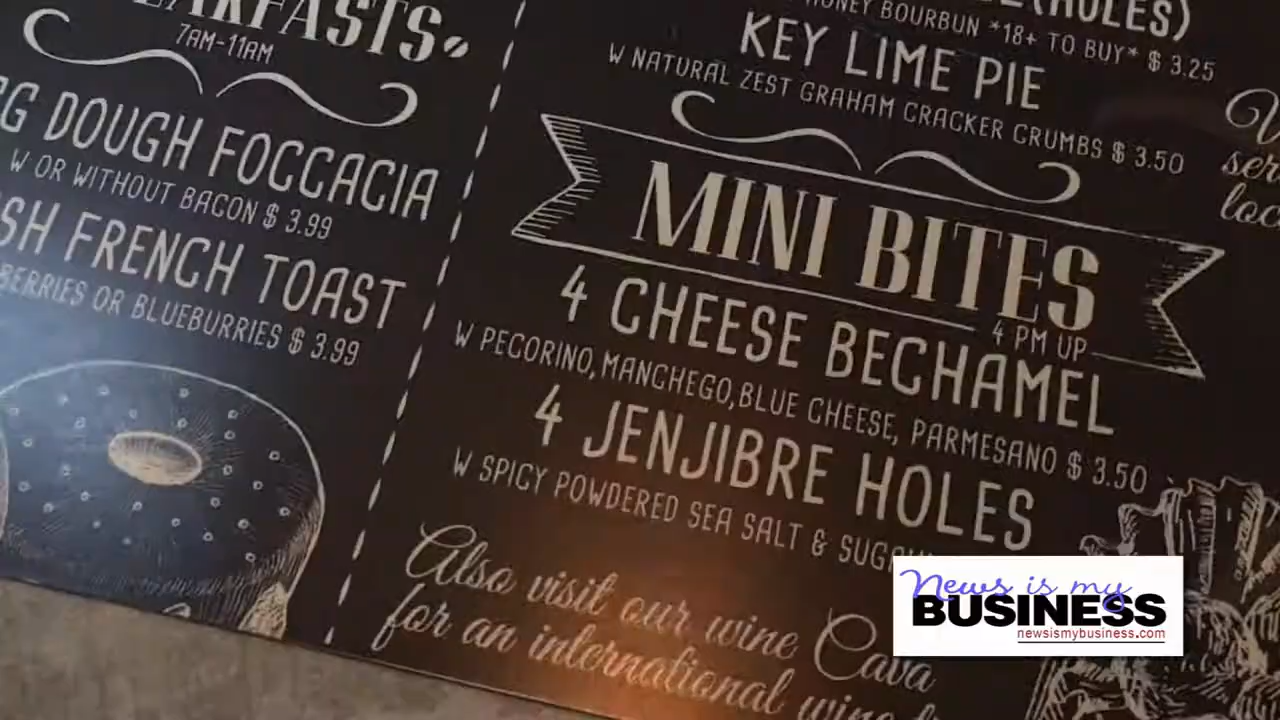 7AM-11AM
DOUGH FOCCACIA
W OR WITHOUT BACON $ 3.99
FRENCH TOAST
OR BLUEBURRIES $ 3.99
HONEY BOURBUN *18+ TO BUY* $ 3.25
KEY LIME PIE
W NATURAL ZEST GRAHAM CRACKER CRUMBS $ 3.50
MINI BITES
4 PM UP
4 CHEESE BECHAMEL
W PECORINO, MANCHEGO, BLUE CHEESE, PARMESANO $ 3.50
4 JENJIBRE HOLES
W SPICY POWDERED SEA SALT &
Also visit our wine Cava
for an international
News is my
BUSINESS
newsismybusiness.com